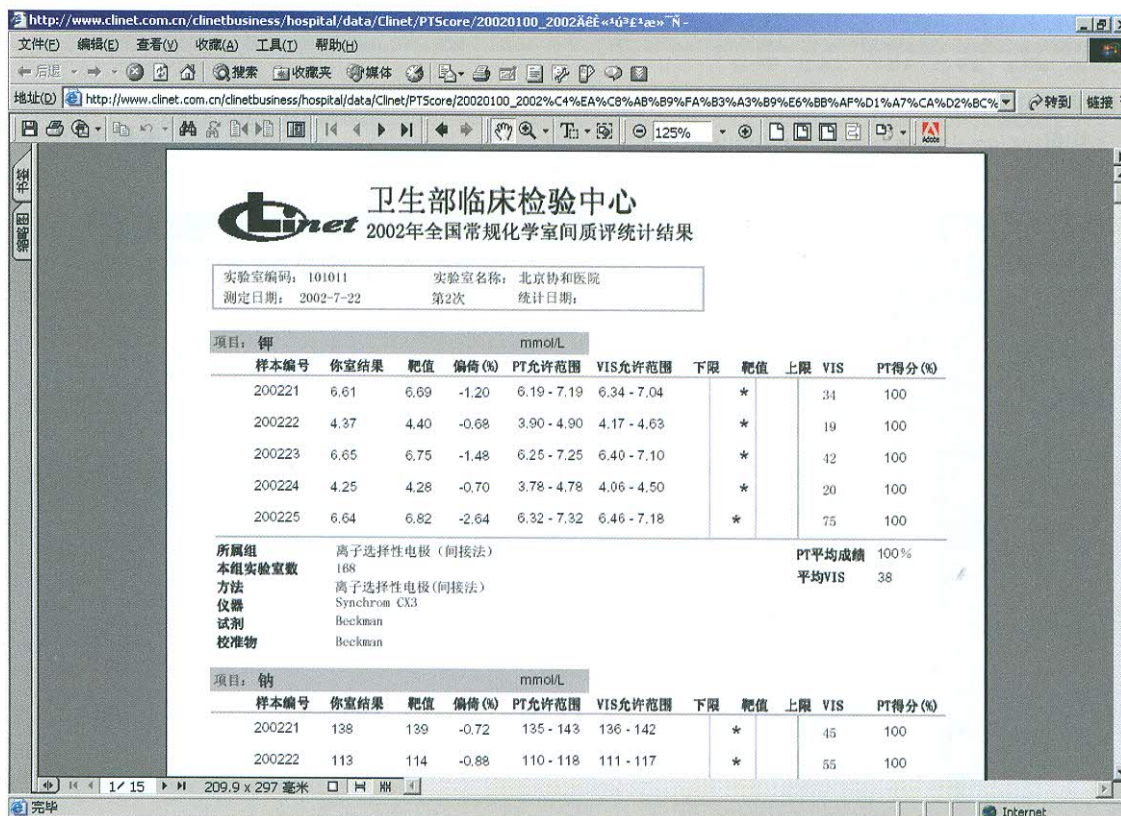 http://www.clinet.com.cn/clinetbusiness/hospital/data/Clinet/PTScore/20020100_2002ÄêÈ«¹ú³£¹æ»¯Ñ-
文件(F) 编辑(E) 查看(V) 收藏(A) 工具(T) 帮助(H)
后退 搜索 收藏夹 媒体
地址(D) http://www.clinet.com.cn/clinetbusiness/hospital/data/Clinet/PTScore/20020100_2002%C4%EA%C8%AB%B9%FA%B3%A3%B9%E6%BB%AF%D1%A7%CA%D2%BC% 转到 链接
125%
Adobe
书签
缩略图
Clinet 卫生部临床检验中心
2002年全国常规化学室间质评统计结果
实验室编码: 101011 实验室名称: 北京协和医院
测定日期: 2002-7-22 第2次 统计日期:
项目: 钾 mmol/L
样本编号 你室结果 靶值 偏倚(%) PT允许范围 VIS允许范围 下限 靶值 上限 VIS PT得分(%)
200221 6.61 6.69 -1.20 6.19 - 7.19 6.34 - 7.04 * 34 100
200222 4.37 4.40 -0.68 3.90 - 4.90 4.17 - 4.63 * 19 100
200223 6.65 6.75 -1.48 6.25 - 7.25 6.40 - 7.10 * 42 100
200224 4.25 4.28 -0.70 3.78 - 4.78 4.06 - 4.50 * 20 100
200225 6.64 6.82 -2.64 6.32 - 7.32 6.46 - 7.18 * 75 100
所属组 离子选择性电极(间接法) PT平均成绩 100%
本组实验室数 168 平均VIS 38
方法 离子选择性电极(间接法)
仪器 Synchrom CX3
试剂 Beckman
校准物 Beckman
项目: 钠 mmol/L
样本编号 你室结果 靶值 偏倚(%) PT允许范围 VIS允许范围 下限 靶值 上限 VIS PT得分(%)
200221 138 139 -0.72 135 - 143 136 - 142 * 45 100
200222 113 114 -0.88 110 - 118 111 - 117 * 55 100
1/ 15 209.9 x 297 毫米
完毕 Internet